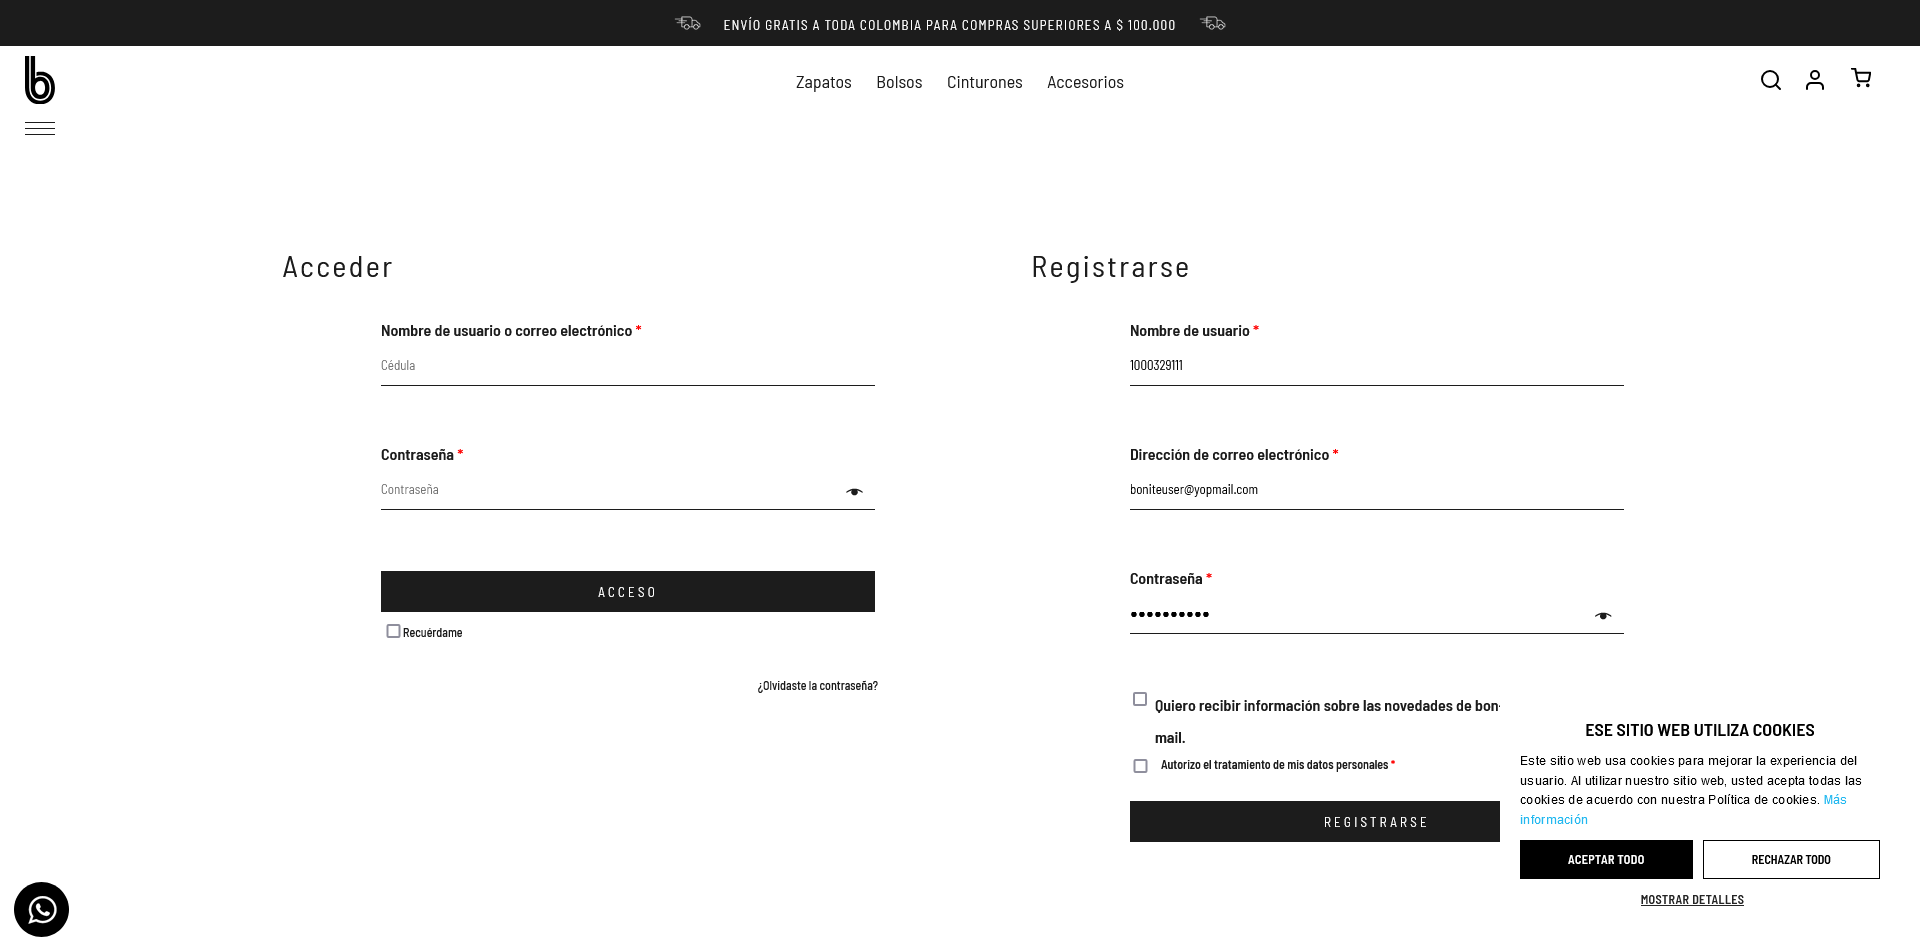 ENVÍO GRATIS A TODA COLOMBIA PARA COMPRAS SUPERIORES A $ 100.000
b
Zapatos Bolsos Cinturones Accesorios
Acceder
Nombre de usuario o correo electrónico *
Cédula
Contraseña *
Contraseña
ACCESO
Recuérdame
¿Olvidaste la contraseña?
Registrarse
Nombre de usuario *
1000329111
Dirección de correo electrónico *
boniteuser@yopmail.com
Contraseña *
••••••••••
Quiero recibir información sobre las novedades de bon-
mail.
Autorizo el tratamiento de mis datos personales *
REGISTRARSE
ESE SITIO WEB UTILIZA COOKIES
Este sitio web usa cookies para mejorar la experiencia del
usuario. Al utilizar nuestro sitio web, usted acepta todas las
cookies de acuerdo con nuestra Política de cookies. Más
información
ACEPTAR TODO
RECHAZAR TODO
MOSTRAR DETALLES